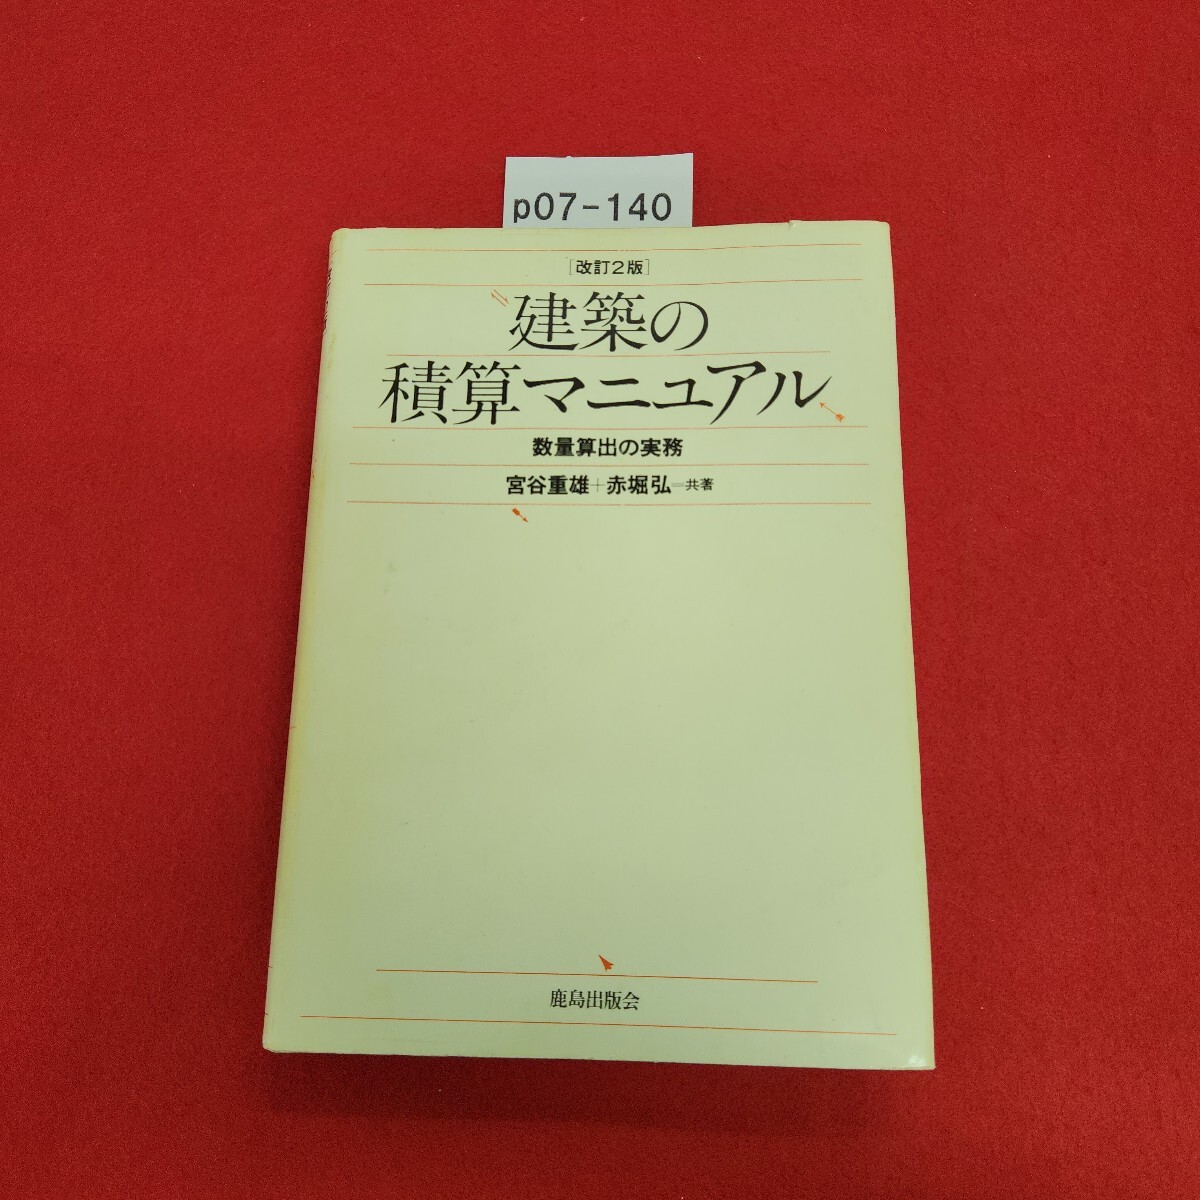 p07-140
[改訂2版]
建築の
積算マニュアル
数量算出の実務
宮谷重雄+赤堀弘=共著
鹿島出版会